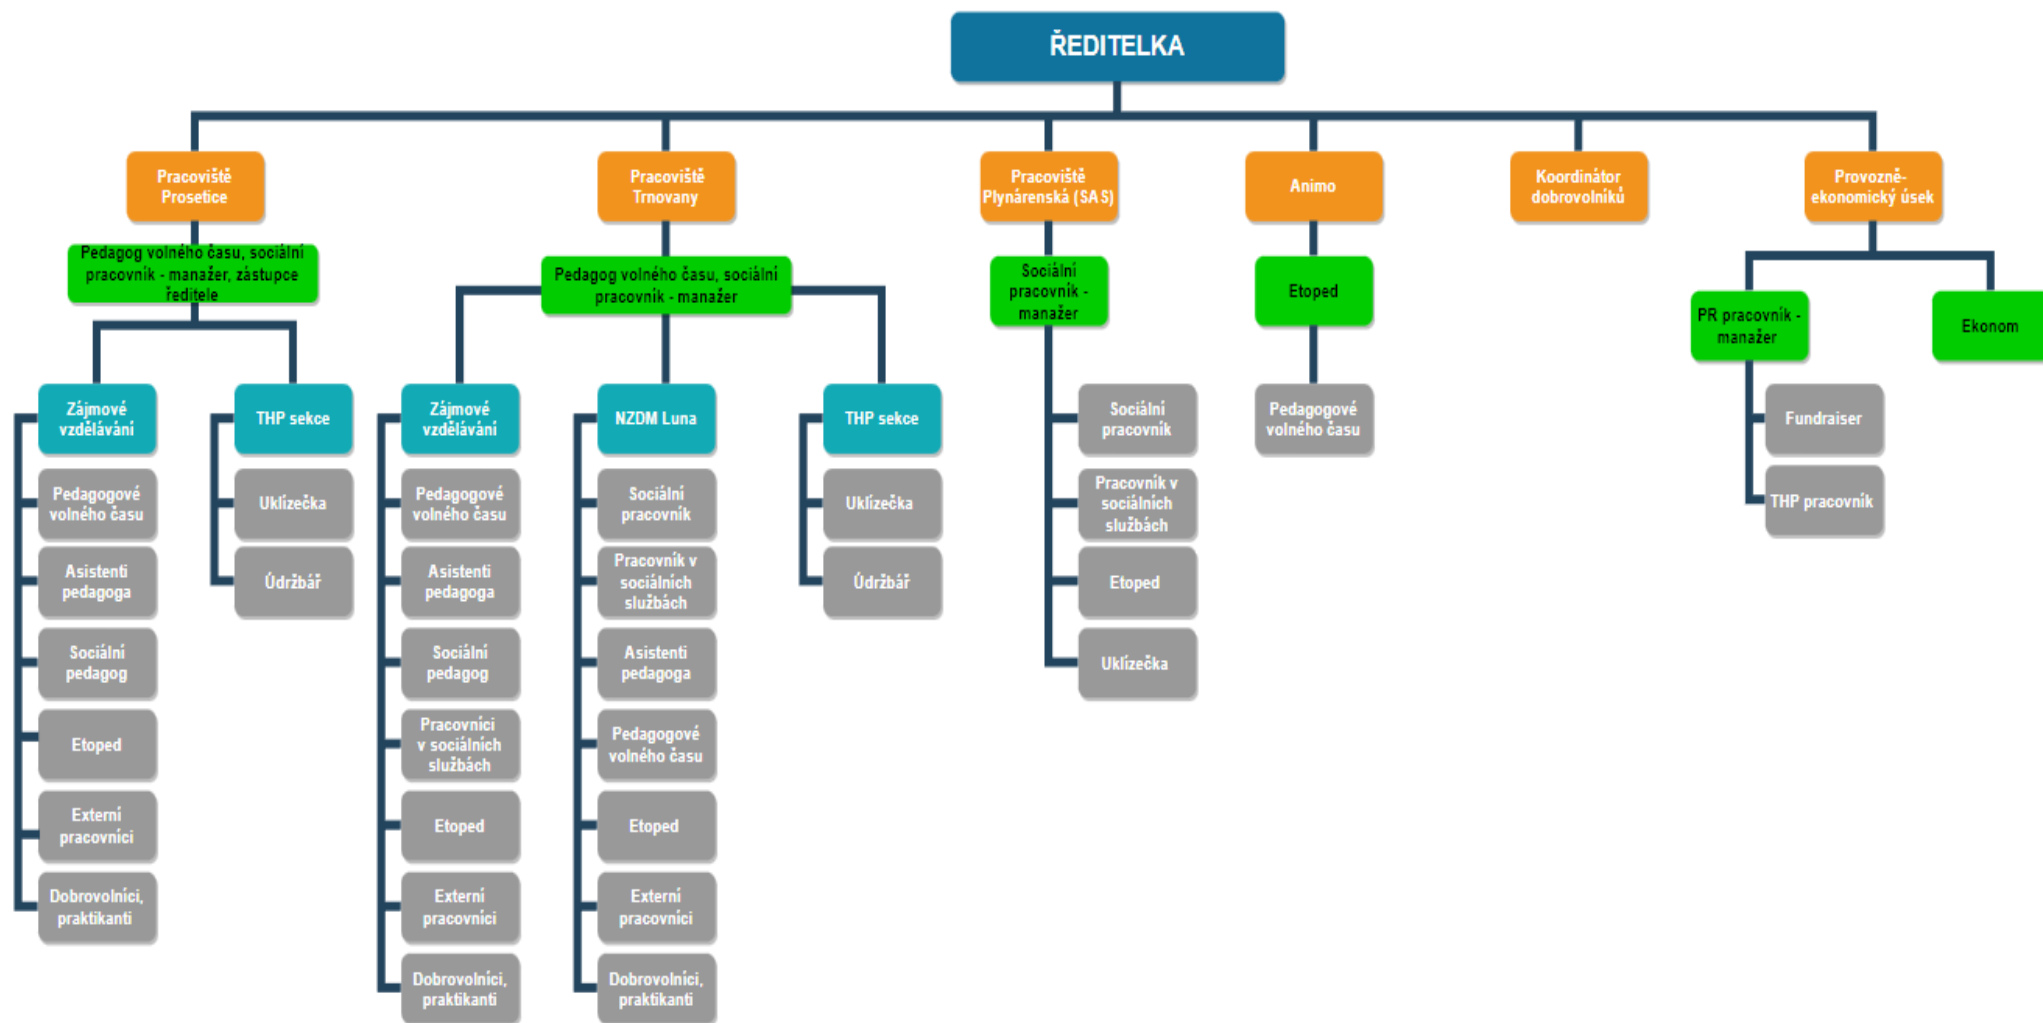 ŘEDITELKA
Pracoviště
Prosetice
Pracoviště
Trnovany
Pracoviště
Plynárenská (SAS)
Animo
Koordinátor
dobrovolníků
Provozně-
ekonomický úsek
Pedagog volného času, sociální
pracovník - manažer, zástupce
ředitele
Pedagog volného času, sociální
pracovník - manažer
Sociální
pracovník -
manažer
Etoped
PR pracovník -
manažer
Ekonom
Zájmové
vzdělávání
Pedagogové
volného času
Asistenti
pedagoga
Sociální
pedagog
Etoped
Externí
pracovníci
Dobrovolníci,
praktikanti
THP sekce
Uklízečka
Údržbář
Zájmové
vzdělávání
Pedagogové
volného času
Asistenti
pedagoga
Sociální
pedagog
Pracovníci
v sociálních
službách
Etoped
Externí
pracovníci
Dobrovolníci,
praktikanti
NZDM Luna
Sociální
pracovník
Pracovník v
sociálních
službách
Asistenti
pedagoga
Pedagogové
volného času
Etoped
Externí
pracovníci
Dobrovolníci,
praktikanti
THP sekce
Uklízečka
Údržbář
Sociální
pracovník
Pracovník v
sociálních
službách
Etoped
Uklízečka
Pedagogové
volného času
Fundraiser
THP pracovník